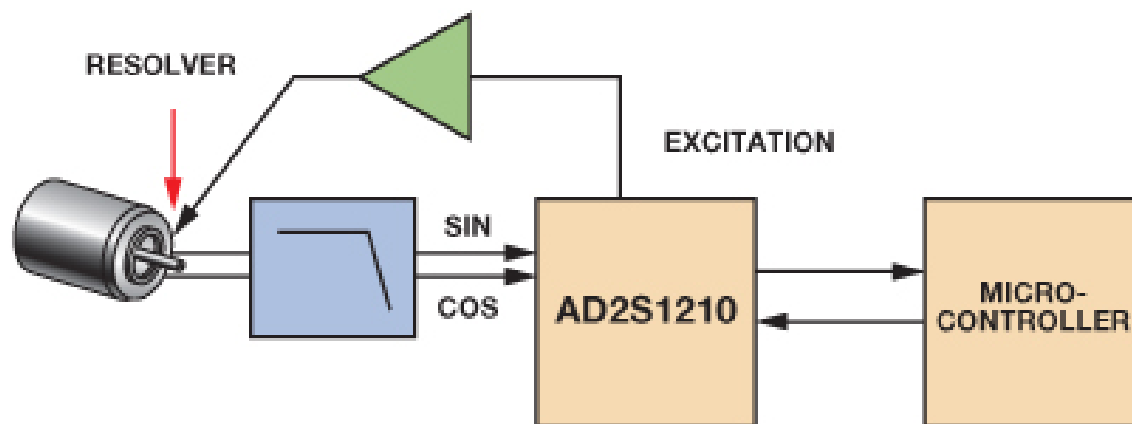 RESOLVER
EXCITATION
SIN
COS
AD2S1210
MICRO-
CONTROLLER